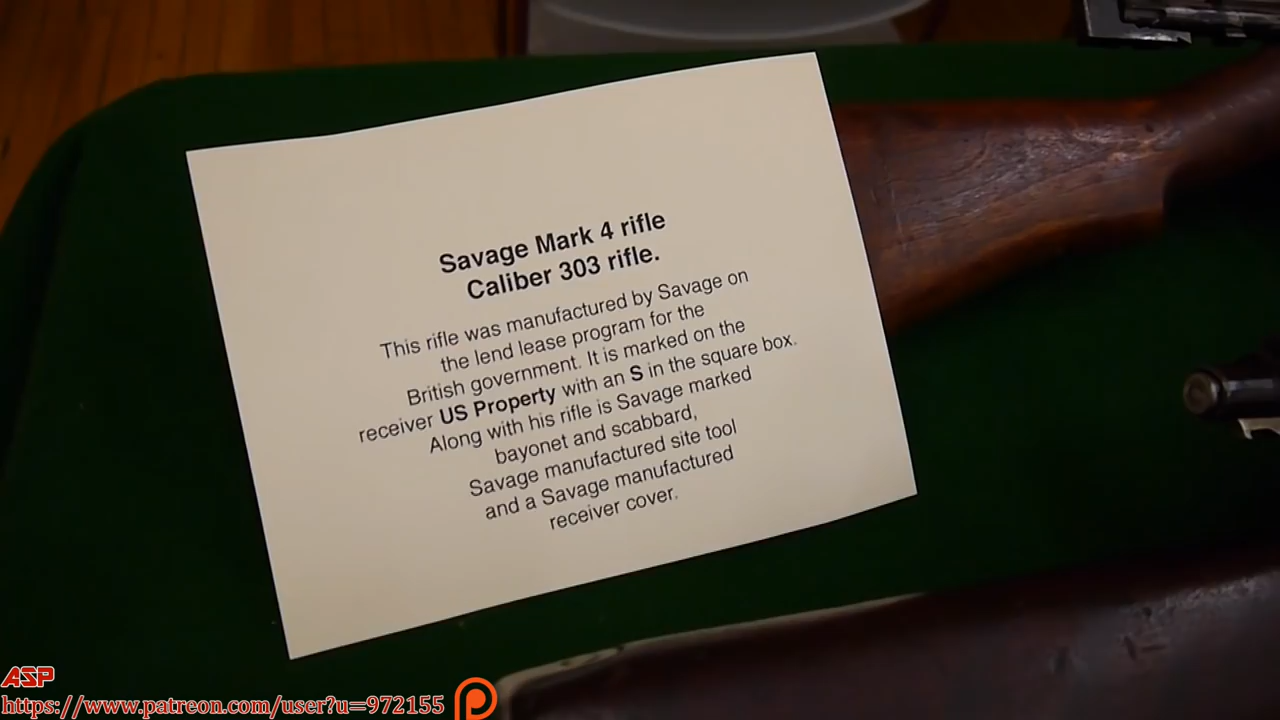 Savage Mark 4 rifle
Caliber 303 rifle.
This rifle was manufactured by Savage on
the lend lease program for the
British government. It is marked on the
receiver US Property with an S in the square box.
Along with his rifle is Savage marked
bayonet and scabbard,
Savage manufactured site tool
and a Savage manufactured
receiver cover.
ASP
https://www.patreon.com/user?u=972155